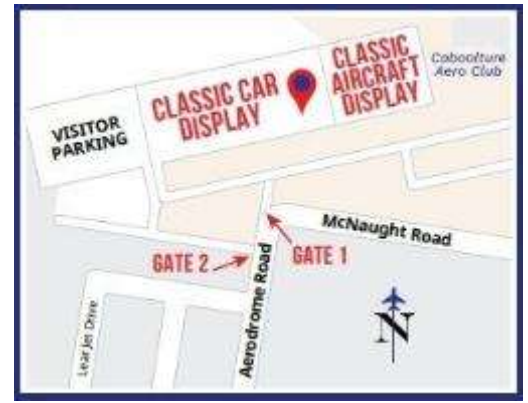 CLASSIC CAR
DISPLAY
CLASSIC
AIRCRAFT
DISPLAY
Caboolture
Aero Club
VISITOR
PARKING
McNaught Road
GATE 1
GATE 2
Aerodrome Road
Lear Jet Drive
N